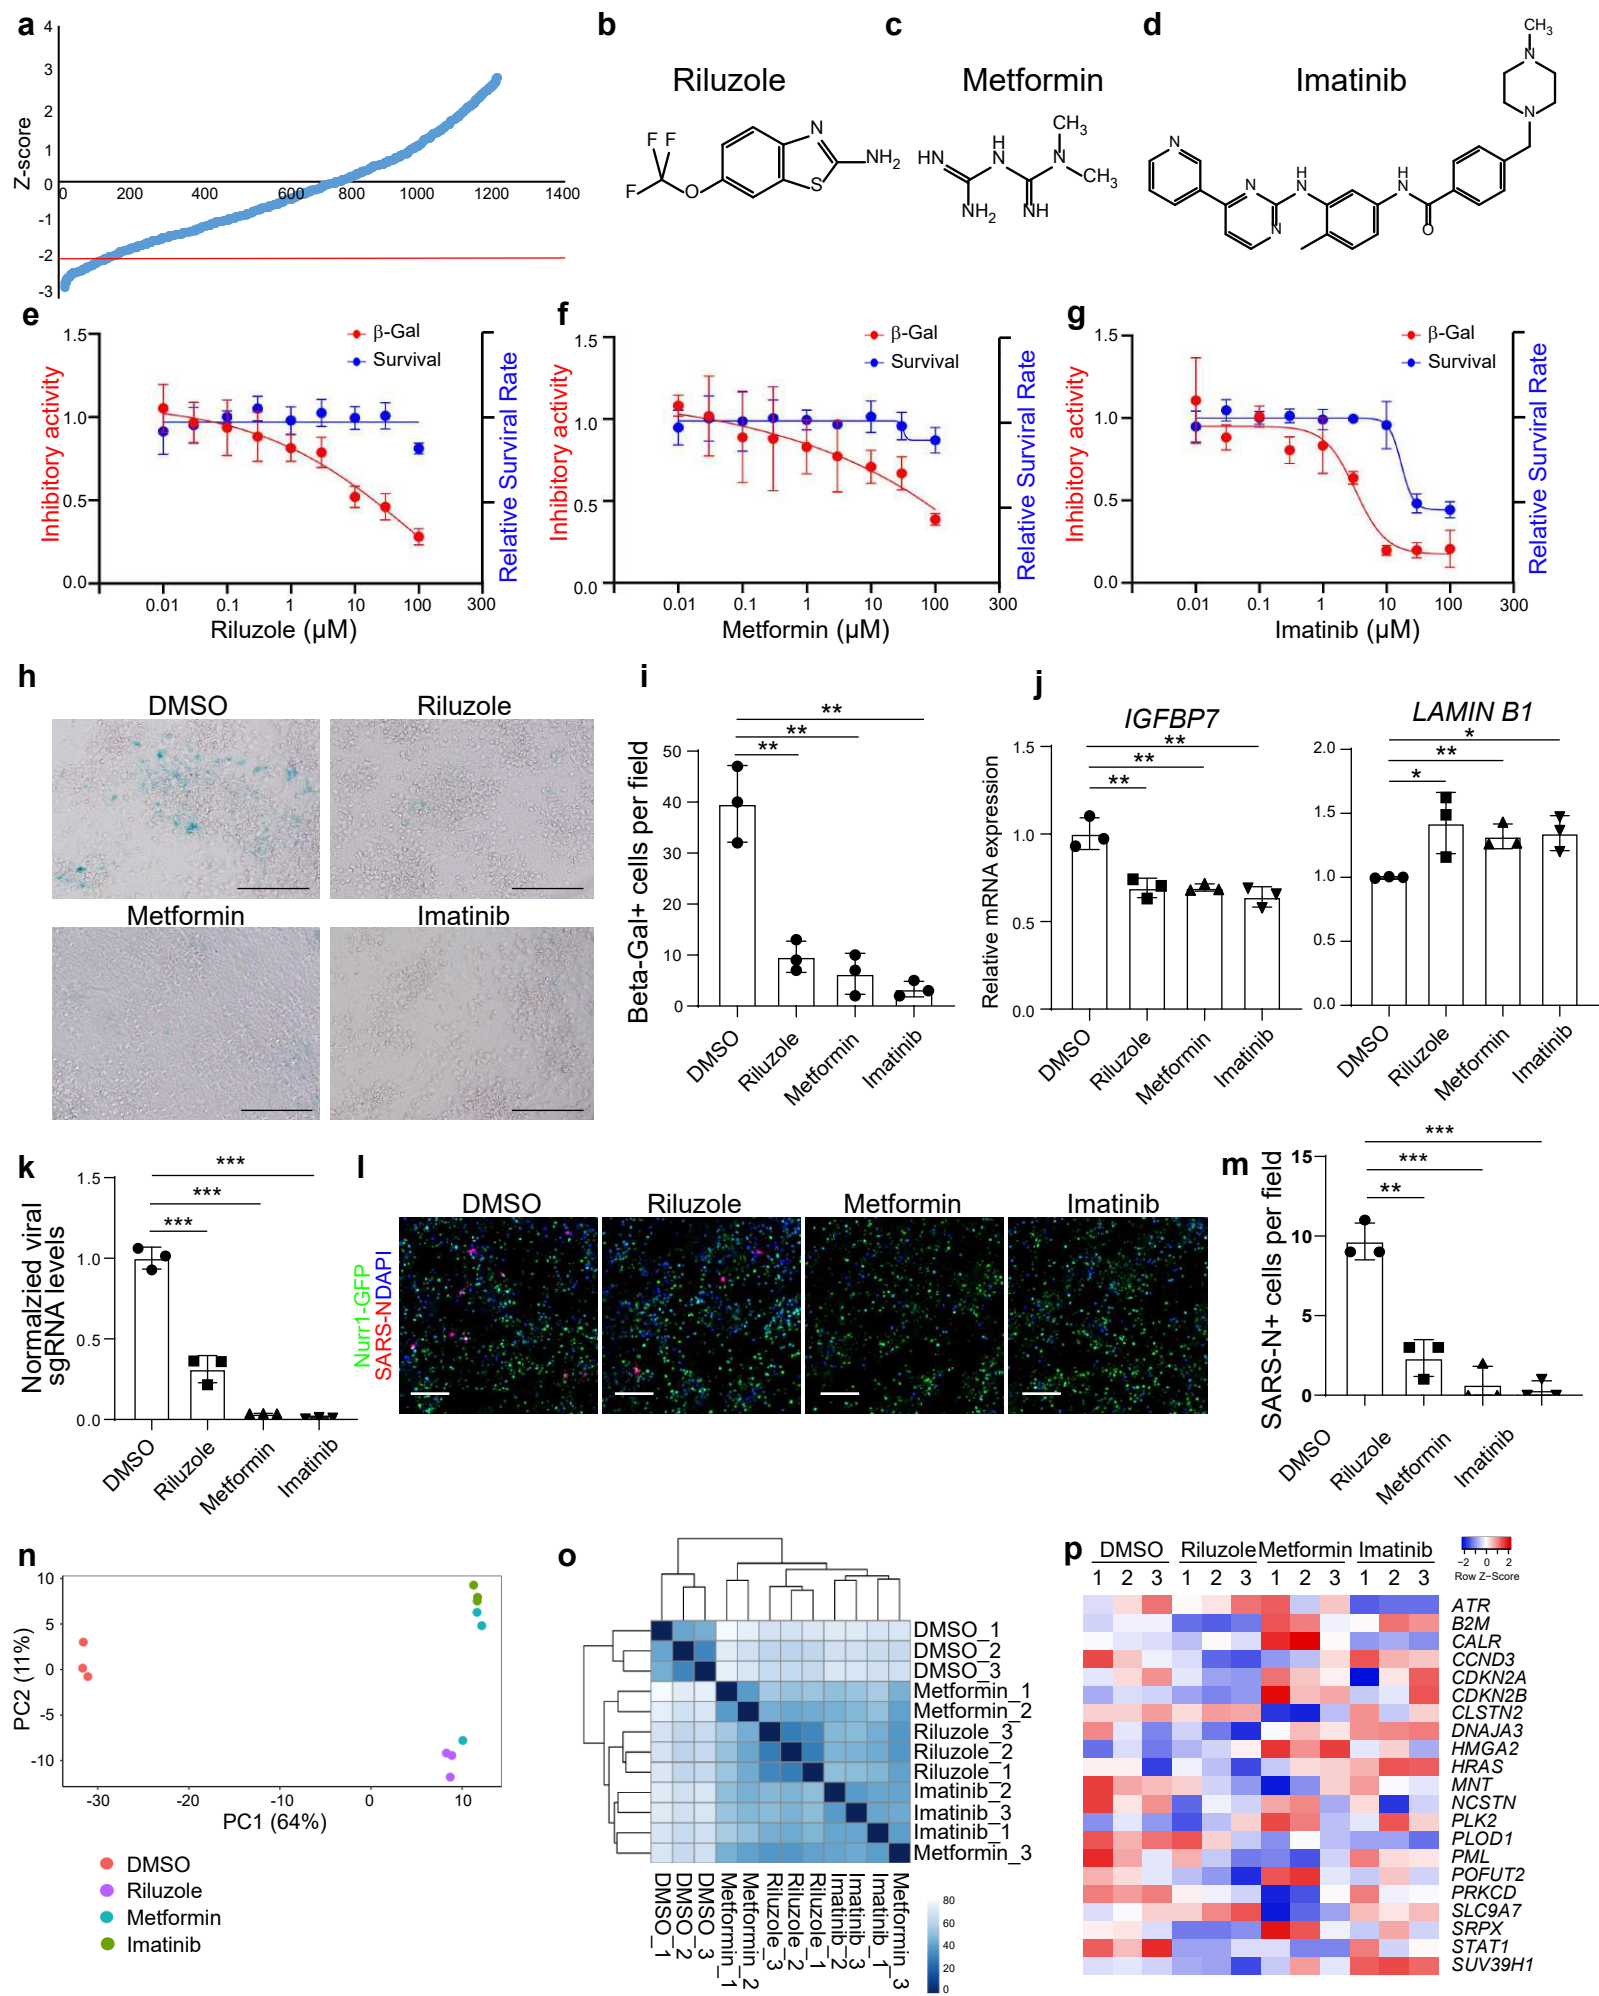 a
4
3
2
1
0
-1
-2
-3
Z-score
0 200 400 600 800 1000 1200 1400
b
Riluzole
F F
F
O
N
S
NH2
c
Metformin
HN
H
N
NH2
NH
N
CH3
CH3
d
Imatinib
N
N
N
H
N
H
N
O
N
N
CH3
e
1.5
1.0
0.5
0.0
Inhibitory activity
β-Gal
Survival
Relative Surviral Rate
0.01 0.1 1 10 100 300
Riluzole (μM)
f
1.5
1.0
0.5
0.0
Inhibitory activity
β-Gal
Survival
Relative Surviral Rate
0.01 0.1 1 10 100 300
Metformin (μM)
g
1.5
1.0
0.5
0.0
Inhibitory activity
β-Gal
Survival
Relative Surviral Rate
0.01 0.1 1 10 100 300
Imatinib (μM)
h
DMSO Riluzole
Metformin Imatinib
i
Beta-Gal+ cells per field
50
40
30
20
10
0
**
**
**
DMSO Riluzole Metformin Imatinib
j
IGFBP7
Relative mRNA expression
1.5
1.0
0.5
0.0
**
**
**
DMSO Riluzole Metformin Imatinib
LAMIN B1
2.0
1.5
1.0
0.5
0.0
*
**
*
DMSO Riluzole Metformin Imatinib
k
Normalzied viral
sgRNA levels
1.5
1.0
0.5
0.0
***
***
***
DMSO Riluzole Metformin Imatinib
l
DMSO Riluzole Metformin Imatinib
Nurr1-GFP
SARS-NDAPI
m
SARS-N+ cells per field
15
10
5
0
***
***
**
DMSO Riluzole Metformin Imatinib
n
10
5
0
-5
-10
PC2 (11%)
-30 -20 -10 0 10
PC1 (64%)
DMSO
Riluzole
Metformin
Imatinib
o
DMSO_1
DMSO_2
DMSO_3
Metformin_1
Metformin_2
Riluzole_3
Riluzole_2
Riluzole_1
Imatinib_2
Imatinib_3
Imatinib_1
Metformin_3
DMSO_1
DMSO_2
DMSO_3
Metformin_1
Metformin_2
Riluzole_3
Riluzole_2
Riluzole_1
Imatinib_2
Imatinib_3
Imatinib_1
Metformin_3
80
60
40
20
0
p
DMSO Riluzole Metformin Imatinib
1 2 3 1 2 3 1 2 3 1 2 3
−2 0 2
Row Z−Score
ATR
B2M
CALR
CCND3
CDKN2A
CDKN2B
CLSTN2
DNAJA3
HMGA2
HRAS
MNT
NCSTN
PLK2
PLOD1
PML
POFUT2
PRKCD
SLC9A7
SRPX
STAT1
SUV39H1